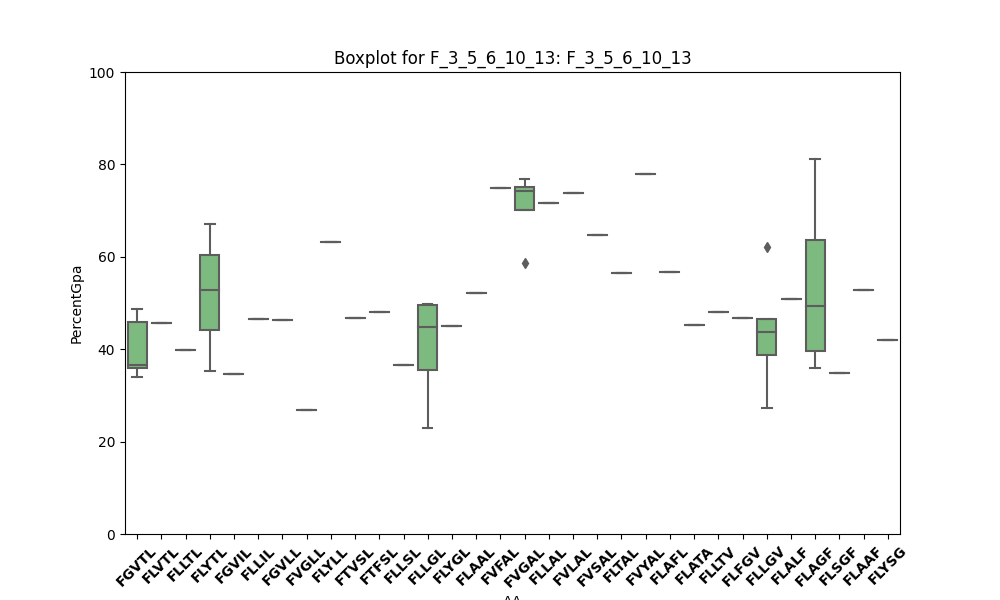 Boxplot for F_3_5_6_10_13: F_3_5_6_10_13
100
80
60
40
20
0
PercentGpa
FGVTL
FLVTL
FLLTL
FLYTL
FGVIL
FLLIL
FGVLL
FVGLL
FLYLL
FTVSL
FTFSL
FLLSL
FLLGL
FLYGL
FLAAL
FVFAL
FVGAL
FLLAL
FVLAL
FVSAL
FLTAL
FVYAL
FLAFL
FLATA
FLLTV
FLFGV
FLLGV
FLALF
FLAGF
FLSGF
FLAAF
FLYSG
AA